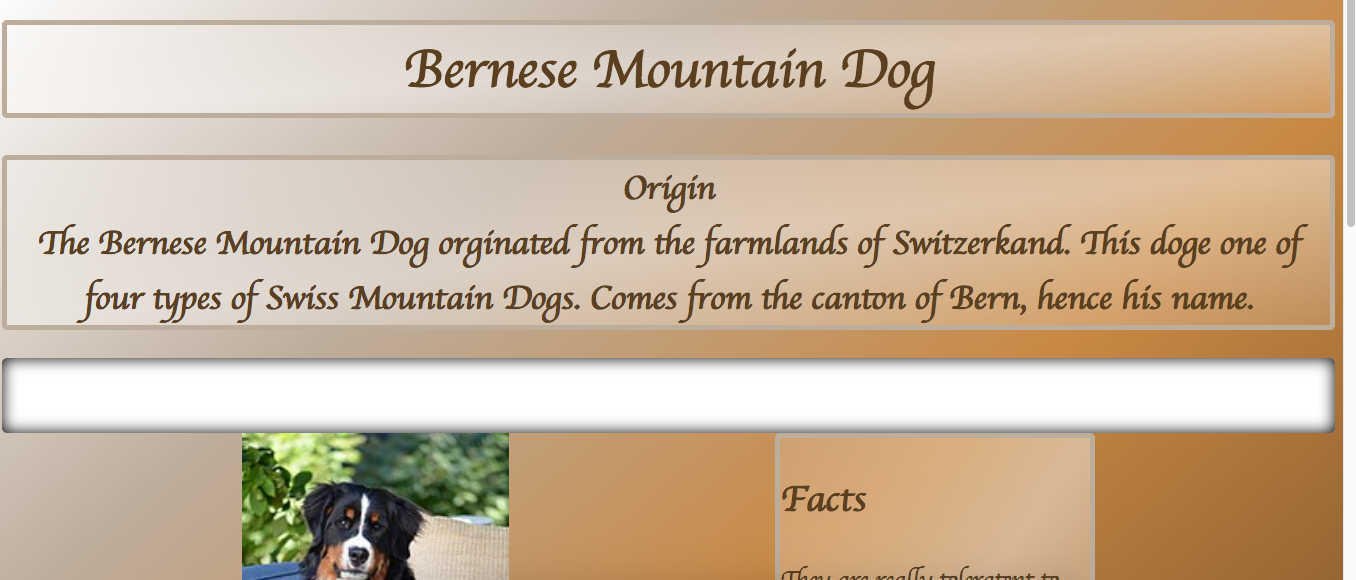 Bernese Mountain Dog
Origin
The Bernese Mountain Dog orginated from the farmlands of Switzerkand. This doge one of
four types of Swiss Mountain Dogs. Comes from the canton of Bern, hence his name.
Facts
They are really toleratent to